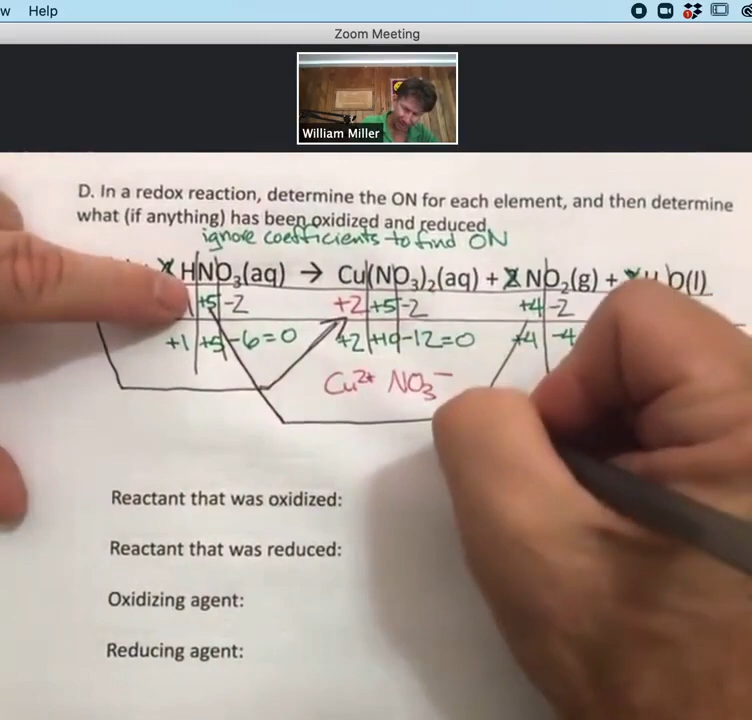 w Help
Zoom Meeting
William Miller
D. In a redox reaction, determine the ON for each element, and then determine
what (if anything) has been oxidized and reduced.
ignore coefficients to find ON
HNO₃(aq) → Cu(NO₃)₂(aq) + 2 NO₂(g) + O(l)
+5 -2 +2 +5 -2 +4 -2
+1 +5 -6=0 +2 +10 -12=0 +4 -4
Cu²⁺ NO₃⁻
Reactant that was oxidized:
Reactant that was reduced:
Oxidizing agent:
Reducing agent: